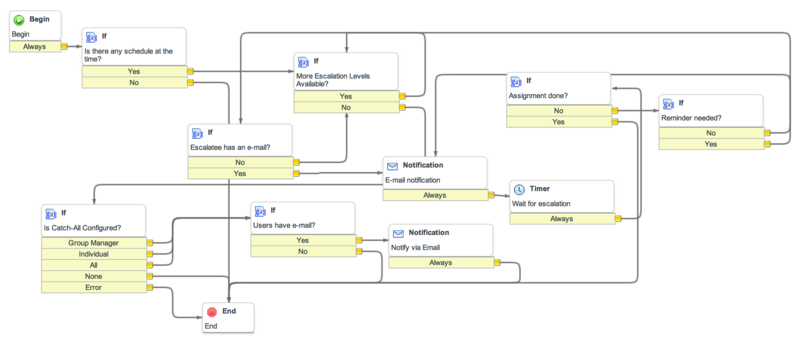 Begin
Begin
Always
If
Is there any schedule at the
time?
Yes
No
If
More Escalation Levels
Available?
Yes
No
If
Assignment done?
No
Yes
If
Reminder needed?
No
Yes
If
Escalatee has an e-mail?
No
Yes
Notification
E-mail notification
Always
Timer
Wait for escalation
Always
If
Is Catch-All Configured?
Group Manager
Individual
All
None
Error
If
Users have e-mail?
Yes
No
Notification
Notify via Email
Always
End
End